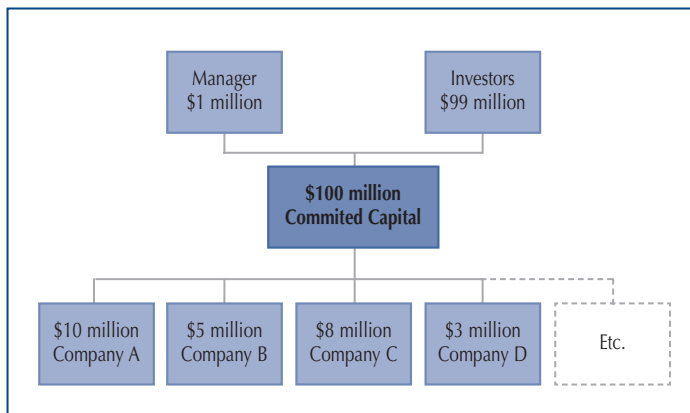 Manager
$1 million
Investors
$99 million
$100 million
Commited Capital
$10 million
Company A
$5 million
Company B
$8 million
Company C
$3 million
Company D
Etc.